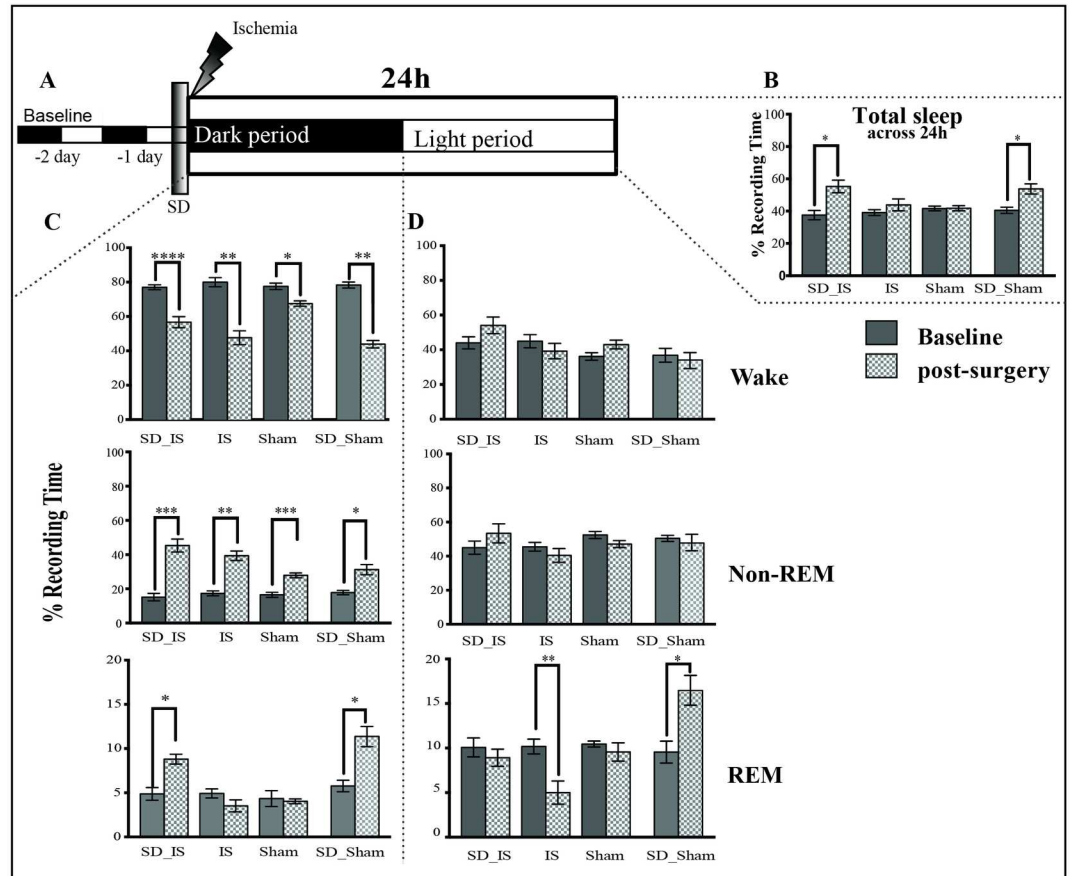 Ischemia
A
24h
B
Baseline
Dark period
Light period
-2 day
-1 day
SD
Total sleep
across 24h
% Recording Time
80
60
40
20
0
*
*
SD_IS IS Sham SD_Sham
Baseline
post-surgery
C
100
80
60
40
20
0
**** ** * **
SD_IS IS Sham SD_Sham
D
100
80
60
40
20
0
SD_IS IS Sham SD_Sham
Wake
% Recording Time
100
80
60
40
20
0
*** ** *** *
SD_IS IS Sham SD_Sham
100
80
60
40
20
0
SD_IS IS Sham SD_Sham
Non-REM
20
15
10
5
0
* *
SD_IS IS Sham SD_Sham
20
15
10
5
0
** *
SD_IS IS Sham SD_Sham
REM